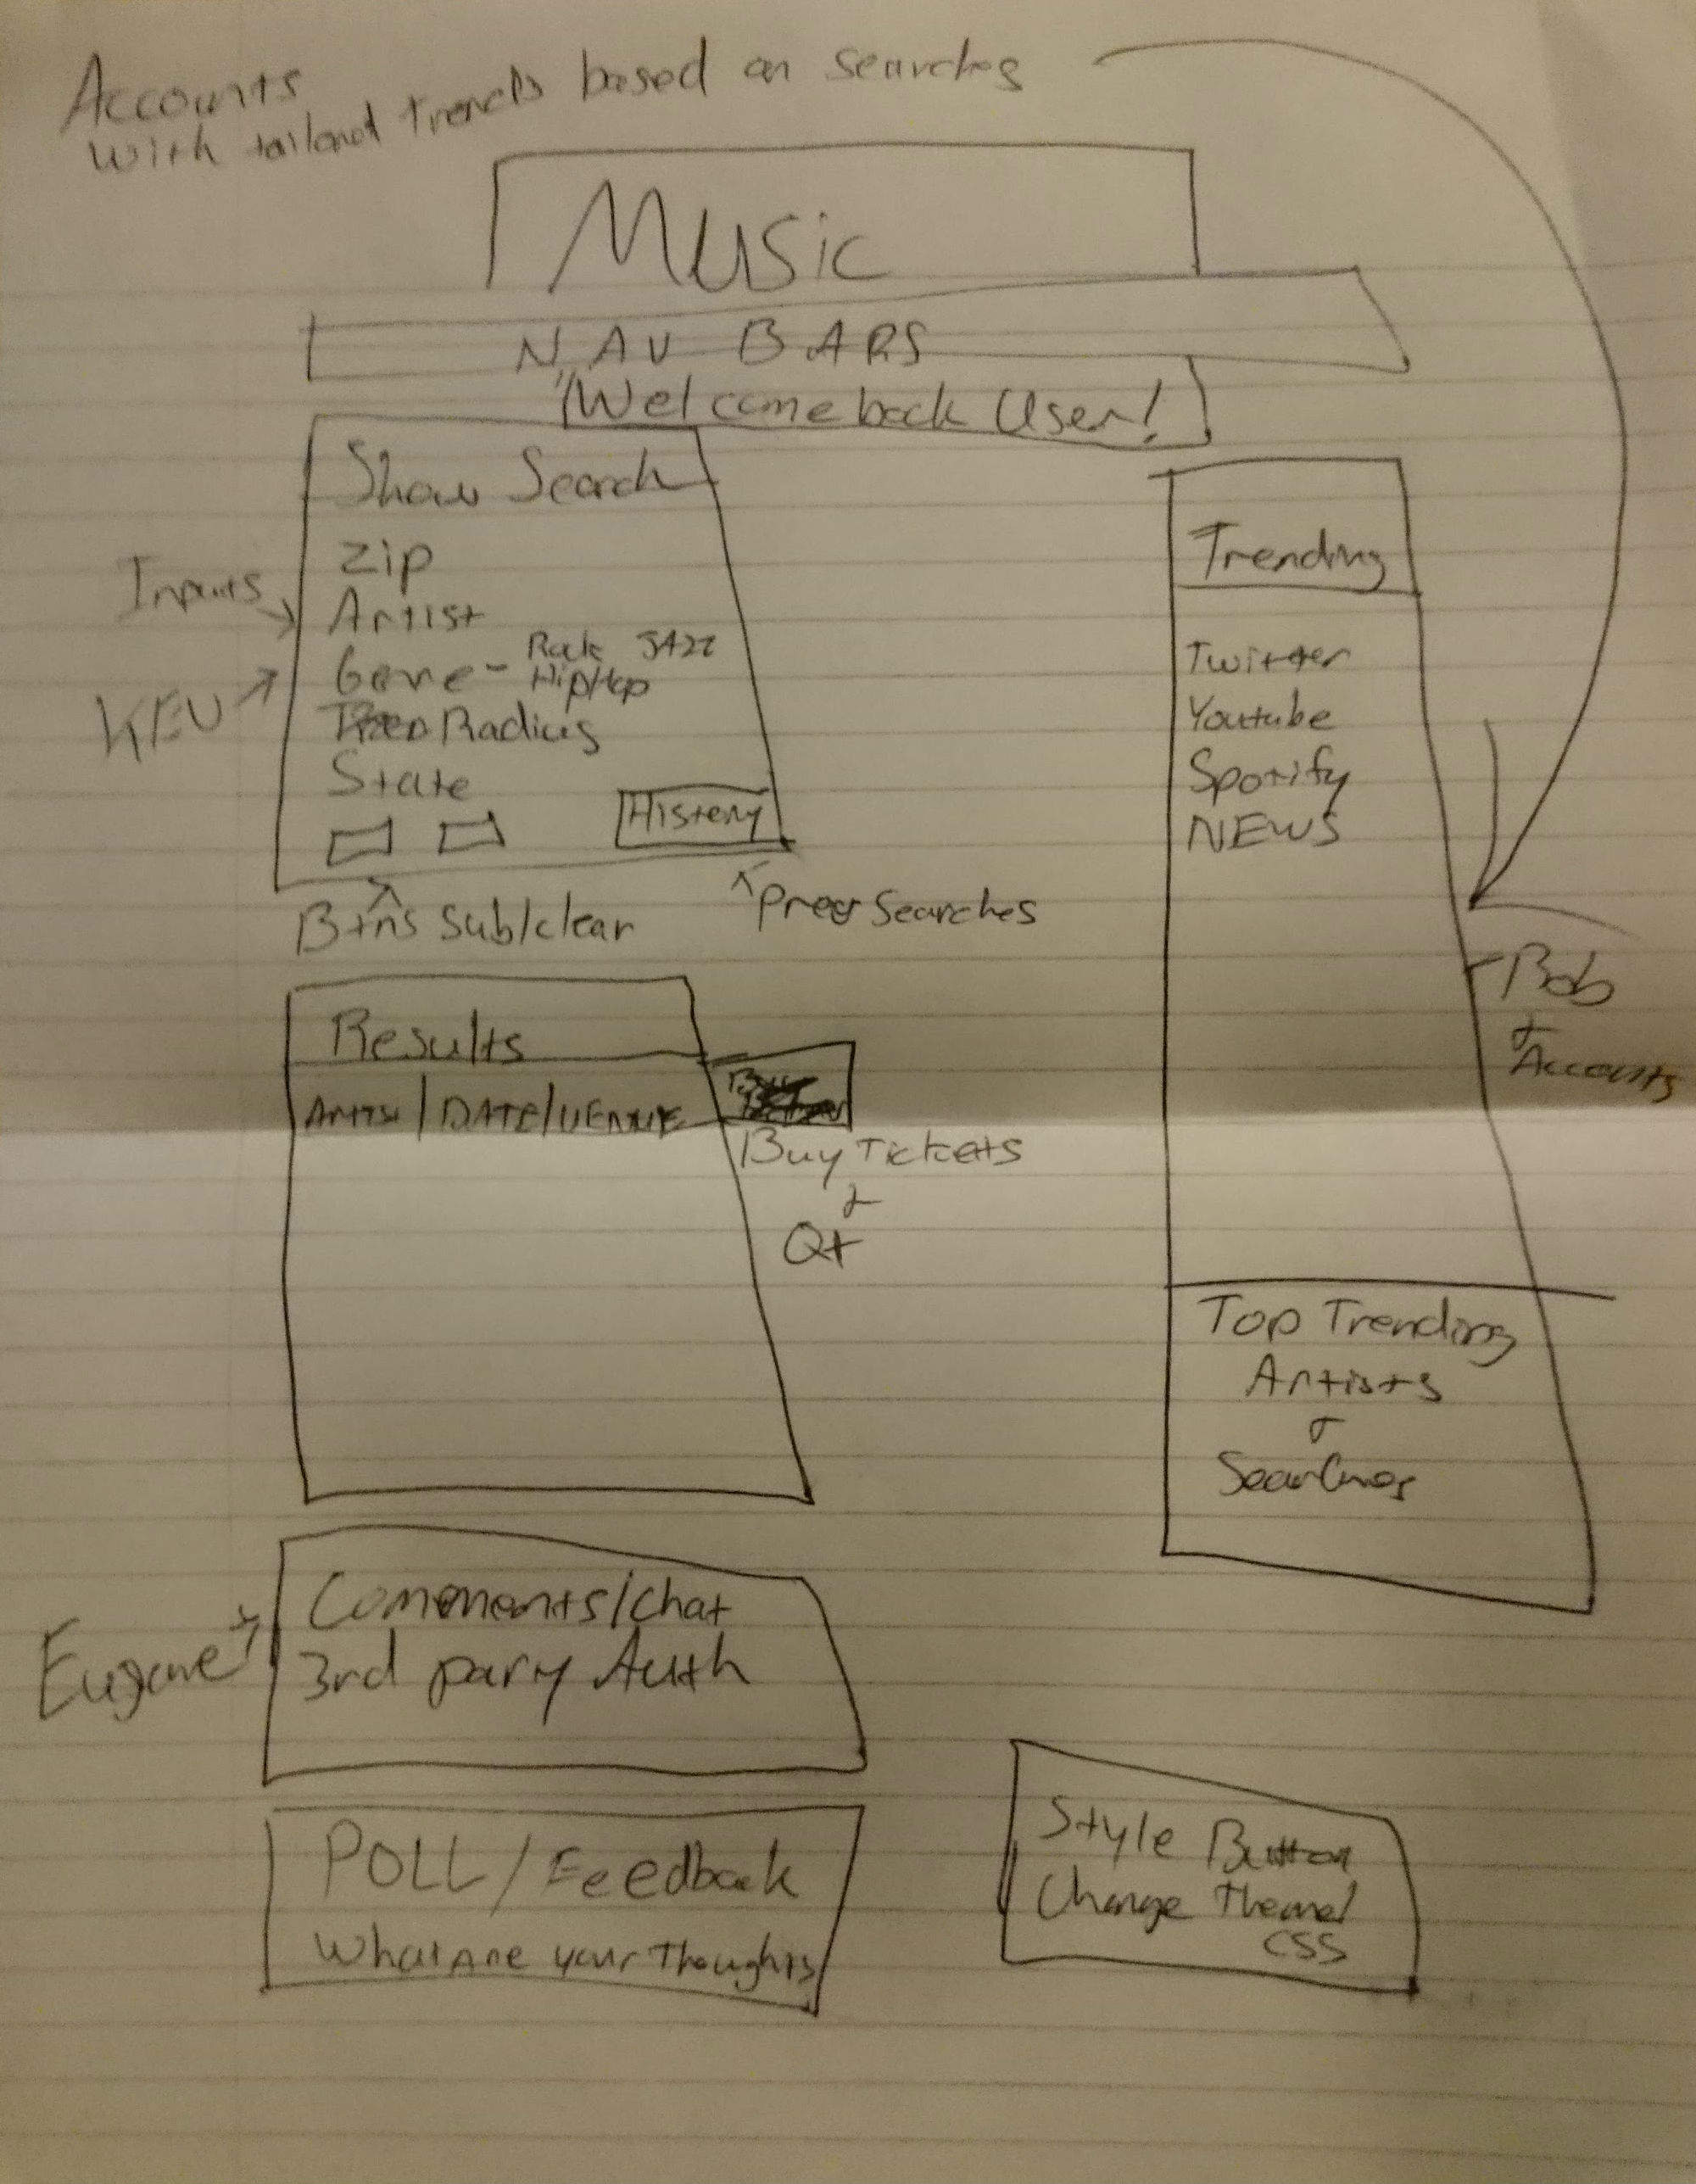 Accounts
with tailored trends based on searches
Music
NAV BARS
"Welcome back User!
Show Search
Zip
Inputs
Artist
Genre - Rock JAZZ
HipHop
KEV
Radius
State
History
Btns Sub/clear
Prev Searches
Trending
Twitter
Youtube
Spotify
NEWS
Bob
&
Accounts
Results
Artist/DATE/VENUE
Buy Tickets
&
Qt
Top Trending
Artists
&
Searches
Eugene
Comments/Chat
3rd pary Auth
POLL/Feedback
What Are your Thoughts
Style Button
Change Theme/
CSS